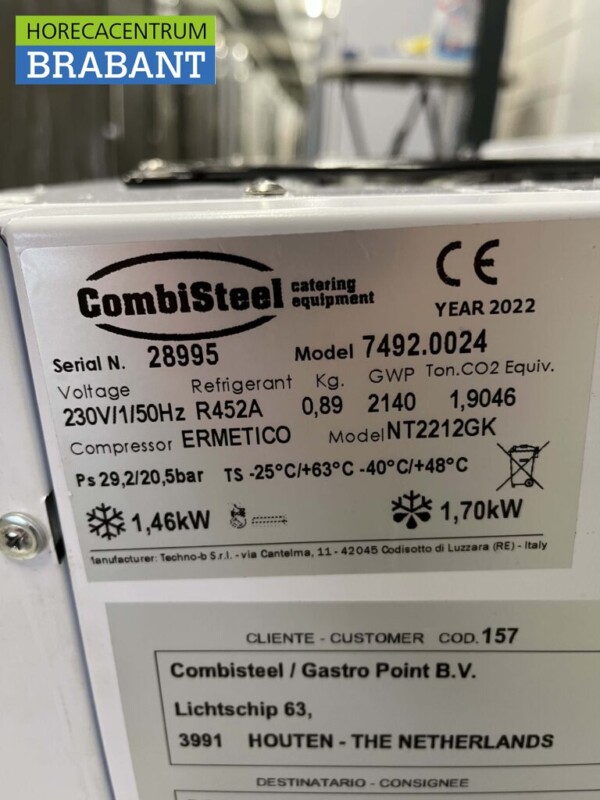 HORECACENTRUM
BRABANT
CombiSteel catering equipment
CE
YEAR 2022
Serial N. 28995 Model 7492.0024
Voltage Refrigerant Kg. GWP Ton.CO2 Equiv.
230V/1/50Hz R452A 0,89 2140 1,9046
Compressor ERMETICO Model NT2212GK
Ps 29,2/20,5bar TS -25°C/+63°C -40°C/+48°C
1,46kW 1,70kW
Manufacturer: Techno-b S.r.l. - via Cantelma, 11 - 42045 Codisotto di Luzzara (RE) - Italy
CLIENTE - CUSTOMER COD. 157
Combisteel / Gastro Point B.V.
Lichtschip 63,
3991 HOUTEN - THE NETHERLANDS
DESTINATARIO - CONSIGNEE